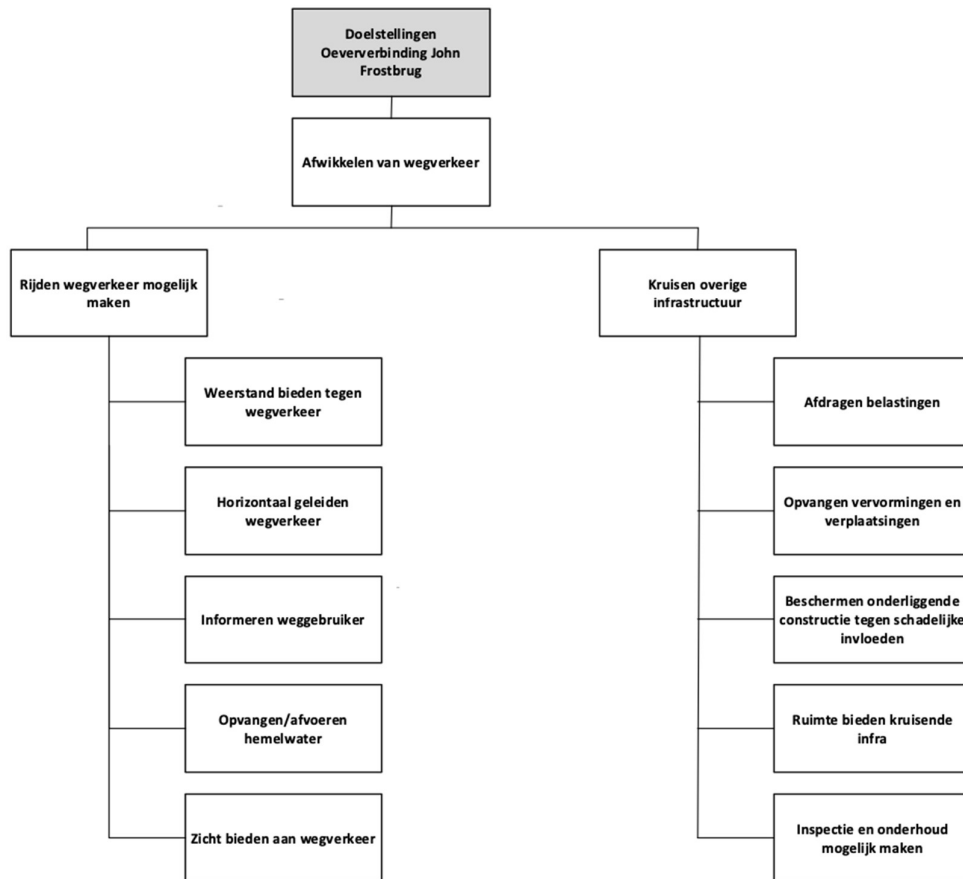 Doelstellingen
Oeververbinding John
Frostbrug
Afwikkelen van wegverkeer
Rijden wegverkeer mogelijk
maken
Kruisen overige
infrastructuur
Weerstand bieden tegen
wegverkeer
Horizontaal geleiden
wegverkeer
Informeren weggebruiker
Opvangen/afvoeren
hemelwater
Zicht bieden aan wegverkeer
Afdragen belastingen
Opvangen vervormingen en
verplaatsingen
Beschermen onderliggende
constructie tegen schadelijke
invloeden
Ruimte bieden kruisende
infra
Inspectie en onderhoud
mogelijk maken